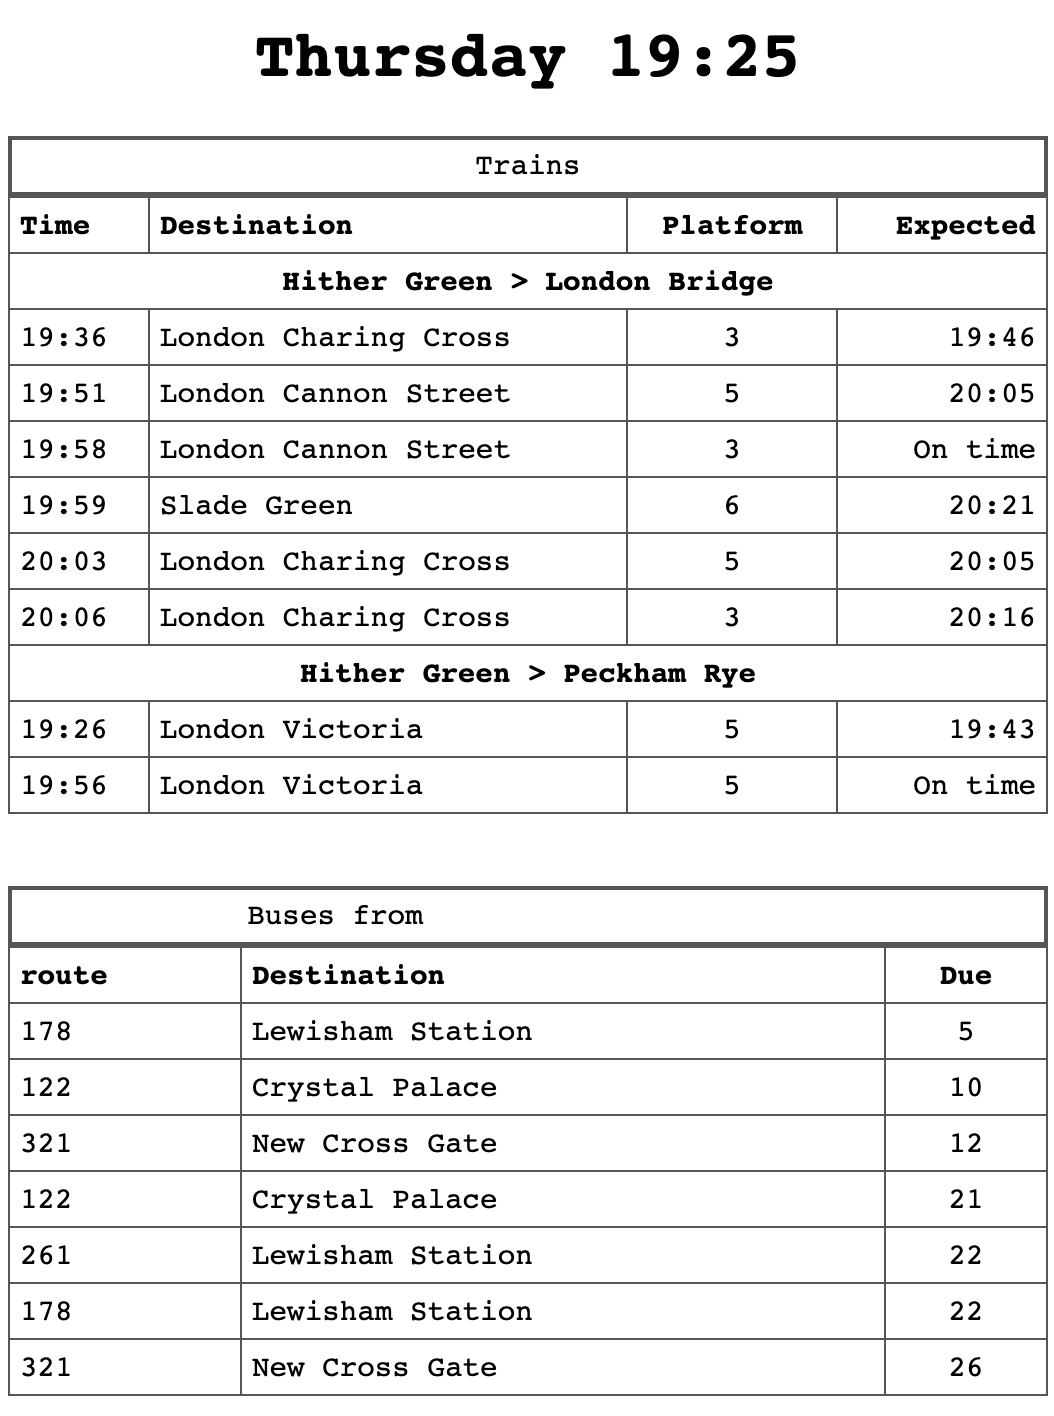 Thursday 19:25
Trains
Time Destination Platform Expected
Hither Green > London Bridge
19:36 London Charing Cross 3 19:46
19:51 London Cannon Street 5 20:05
19:58 London Cannon Street 3 On time
19:59 Slade Green 6 20:21
20:03 London Charing Cross 5 20:05
20:06 London Charing Cross 3 20:16
Hither Green > Peckham Rye
19:26 London Victoria 5 19:43
19:56 London Victoria 5 On time
Buses from
route Destination Due
178 Lewisham Station 5
122 Crystal Palace 10
321 New Cross Gate 12
122 Crystal Palace 21
261 Lewisham Station 22
178 Lewisham Station 22
321 New Cross Gate 26